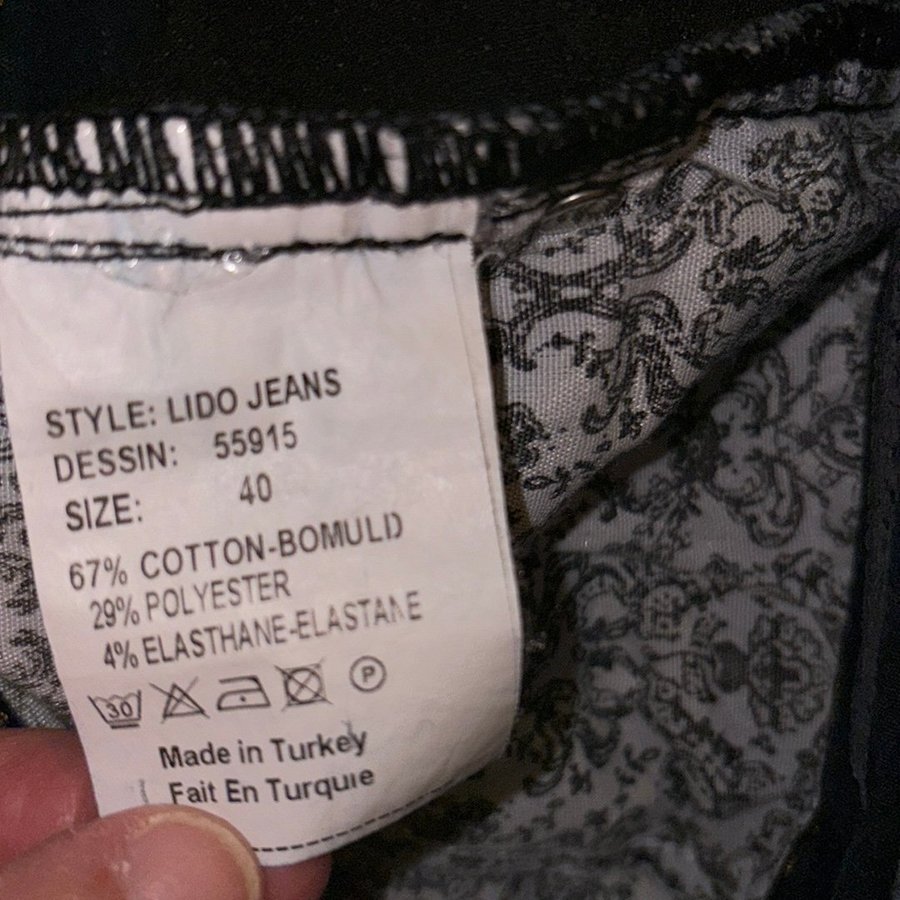 STYLE: LIDO JEANS
DESSIN: 55915
SIZE: 40
67% COTTON-BOMULD
29% POLYESTER
4% ELASTHANE-ELASTANE
30 P
Made in Turkey
Fait En Turquie